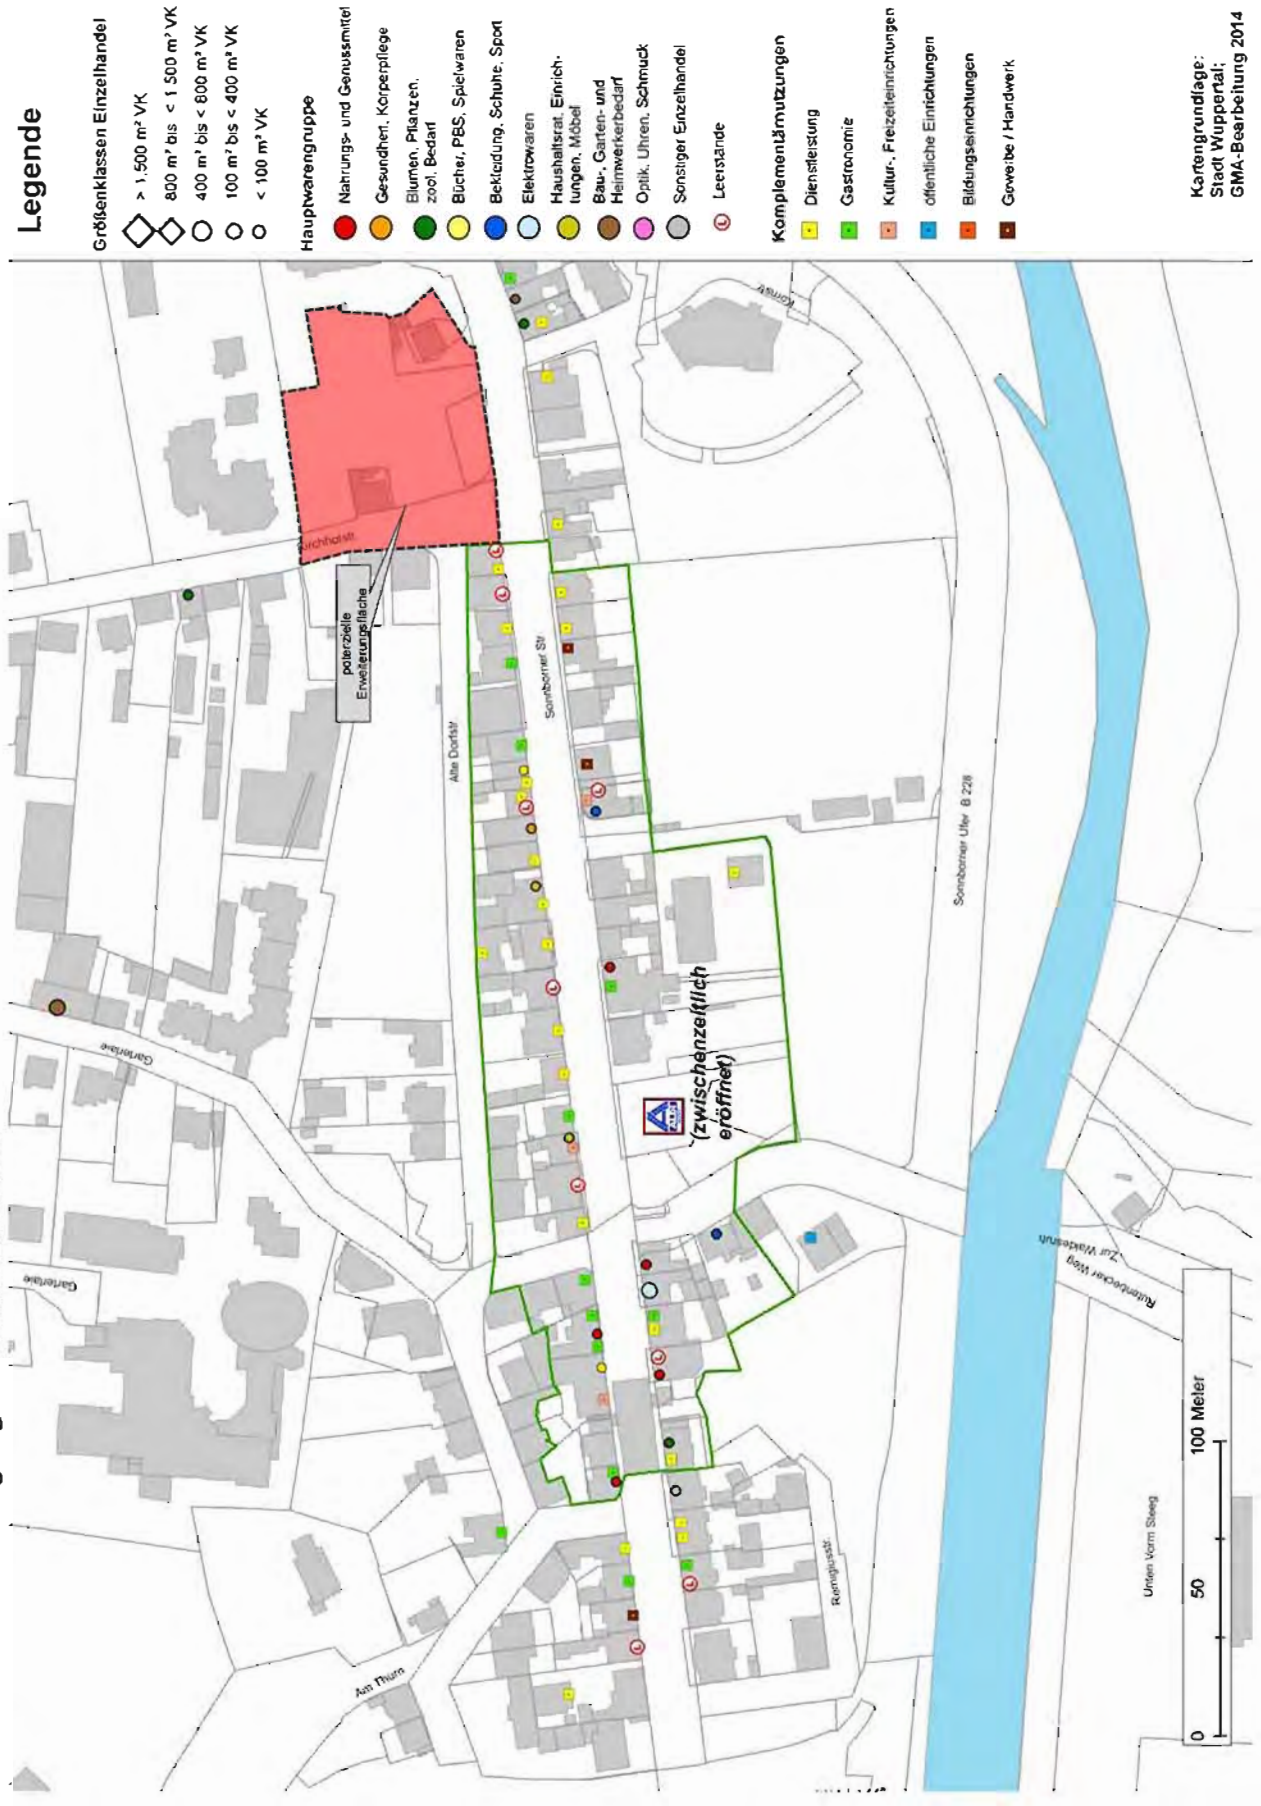 Legende
Größenklassen Einzelhandel
> 1.500 m² VK
800 m² bis < 1 500 m² VK
400 m² bis < 800 m² VK
100 m² bis < 400 m² VK
< 100 m² VK
Hauptwarengruppe
Nahrungs- und Genussmittel
Gesundheit, Körperpflege
Blumen, Pflanzen,
zool. Bedarf
Bücher, PBS, Spielwaren
Bekleidung, Schuhe, Sport
Elektrowaren
Haushaltsrat, Einrich-
tungen, Möbel
Bau-, Garten- und
Heimwerkerbedarf
Optik, Uhren, Schmuck
Sonstiger Einzelhandel
Leerstände
Komplementärnutzungen
Dienstleistung
Gastronomie
Kultur-, Freizeiteinrichtungen
öffentliche Einrichtungen
Bildungseinrichtungen
Gewerbe / Handwerk
Kartengrundlage:
Stadt Wuppertal;
GMA-Bearbeitung 2014
potenzielle
Erweiterungsfläche
Kirchhofstr.
Kornstr.
Alte Dorfstr
Sonnborner Str
Sonnborner Ufer B 228
Garterlaie
Garterlaie
(zwischenzeitlich
eröffnet)
Zur Waldesruh
Rutenbecker Weg
Am Thurn
Remigiusstr.
Unten Vorm Steeg
0 50 100 Meter